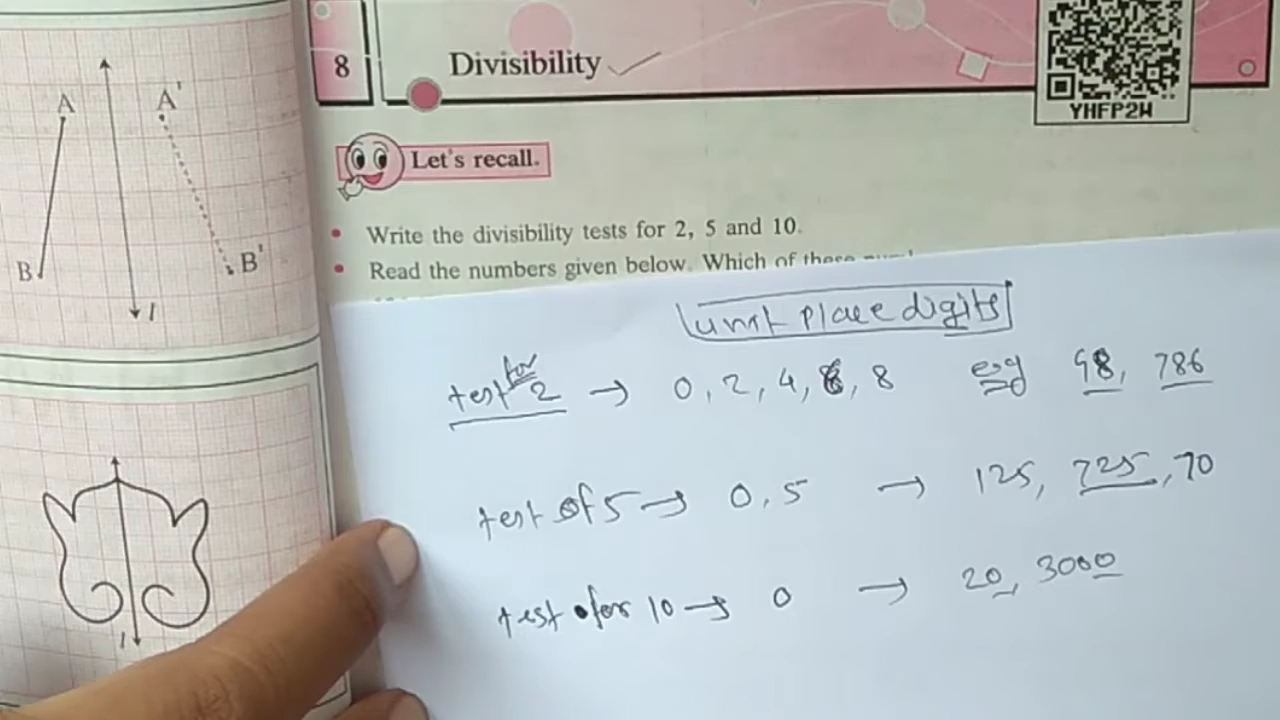 8 Divisibility
YHFP2W
Let's recall.
• Write the divisibility tests for 2, 5 and 10.
• Read the numbers given below. Which of these
A A'
B B'
l
l
unit place digits
test for 2 → 0, 2, 4, 6, 8 eg 98, 786
test of 5 → 0, 5 → 125, 725, 70
test for 10 → 0 → 20, 3000